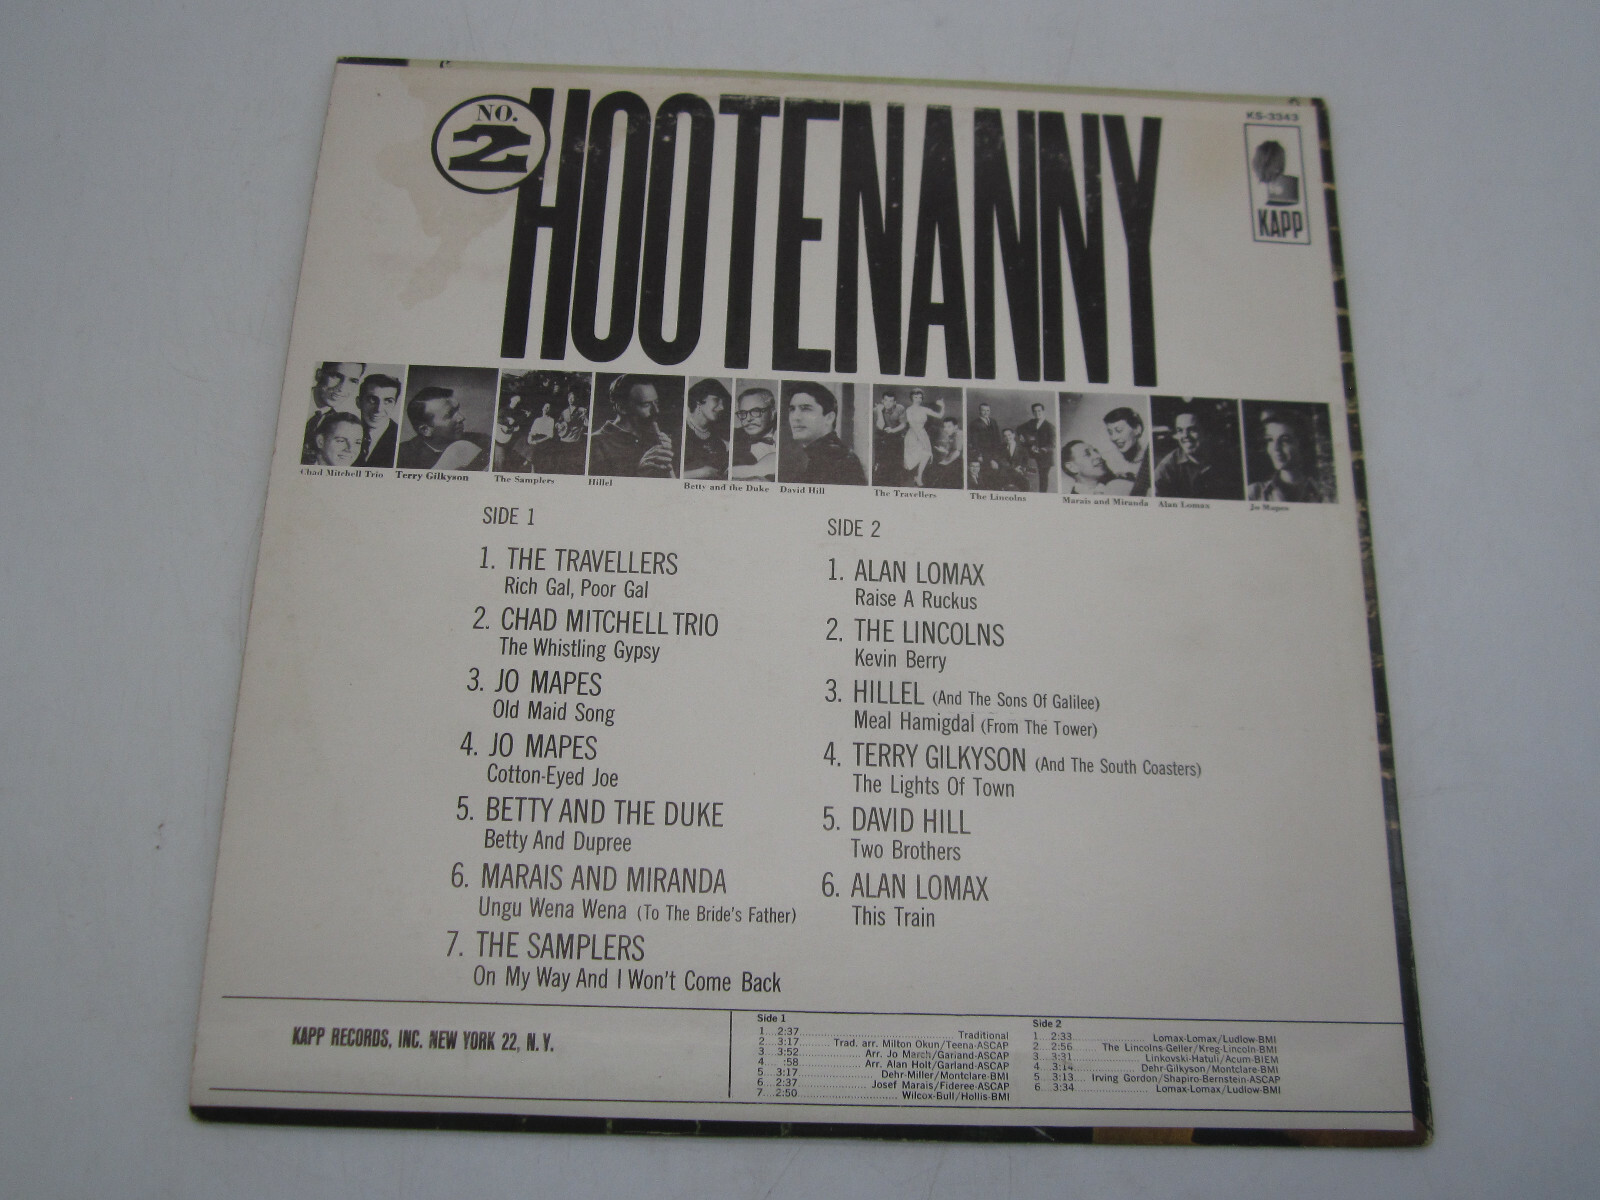 NO.
2
HOOTENANNY
KS-3343
KAPP
Chad Mitchell Trio
Terry Gilkyson
The Samplers
Hillel
Betty and the Duke
David Hill
The Travellers
The Lincolns
Marais and Miranda
Alan Lomax
Jo Mapes
SIDE 1
1. THE TRAVELLERS
Rich Gal, Poor Gal
2. CHAD MITCHELL TRIO
The Whistling Gypsy
3. JO MAPES
Old Maid Song
4. JO MAPES
Cotton-Eyed Joe
5. BETTY AND THE DUKE
Betty And Dupree
6. MARAIS AND MIRANDA
Ungu Wena Wena (To The Bride's Father)
7. THE SAMPLERS
On My Way And I Won't Come Back
SIDE 2
1. ALAN LOMAX
Raise A Ruckus
2. THE LINCOLNS
Kevin Berry
3. HILLEL (And The Sons Of Galilee)
Meal Hamigdal (From The Tower)
4. TERRY GILKYSON (And The South Coasters)
The Lights Of Town
5. DAVID HILL
Two Brothers
6. ALAN LOMAX
This Train
KAPP RECORDS, INC. NEW YORK 22, N.Y.
Side 1
1....2:37 Traditional
2....3:17 Trad. arr. Milton Okun/Teena-ASCAP
3....3:52 Arr. Jo March/Garland-ASCAP
4.... :58 Arr. Alan Holt/Garland-ASCAP
5....3:17 Dehr-Miller/Montclare-BMI
6....2:37 Josef Marais/Fideree-ASCAP
7....2:50 Wilcox-Gull/Hollis-BMI
Side 2
1....2:33 Lomax-Lomax/Ludlow-BMI
2....2:56 The Lincolns-Geller/Kreg-Lincoln-BMI
3....3:31 Linkovski-Hatuli/Acum-BIEM
4....3:14 Dehr-Gilkyson/Montclare-BMI
5....3:13 Irving Gordon/Shapiro-Bernstein-ASCAP
6....3:34 Lomax-Lomax/Ludlow-BMI